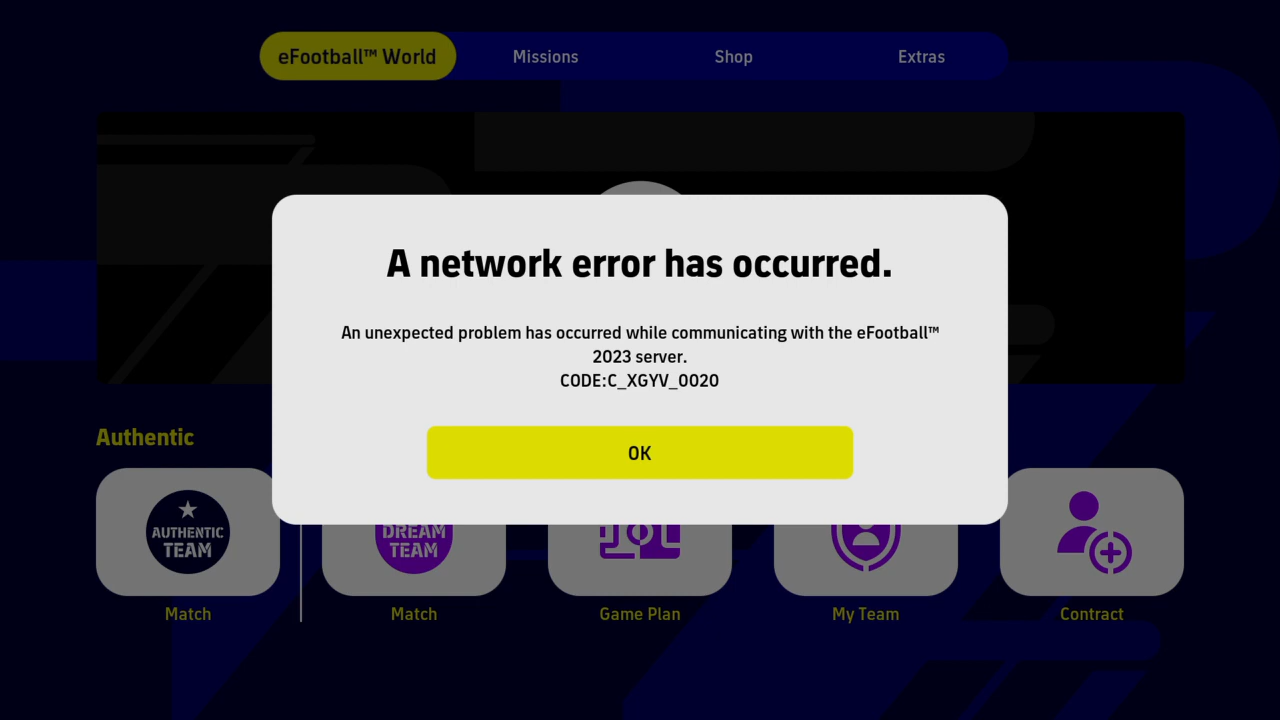 eFootball™ World
Missions
Shop
Extras
A network error has occurred.
An unexpected problem has occurred while communicating with the eFootball™
2023 server.
CODE:C_XGYV_0020
OK
Authentic
AUTHENTIC
TEAM
DREAM
TEAM
Match
Match
Game Plan
My Team
Contract